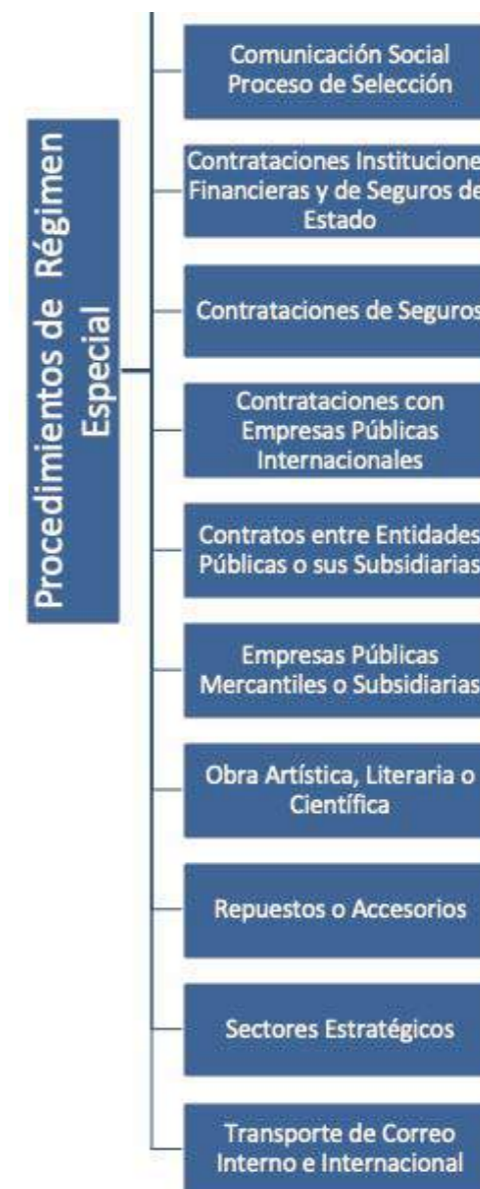 Procedimientos de Régimen
Especial
Comunicación Social
Proceso de Selección
Contrataciones Institucione
Financieras y de Seguros de
Estado
Contrataciones de Seguros
Contrataciones con
Empresas Públicas
Internacionales
Contratos entre Entidades
Públicas o sus Subsidiarias
Empresas Públicas
Mercantiles o Subsidiarias
Obra Artística, Literaria o
Científica
Repuestos o Accesorios
Sectores Estratégicos
Transporte de Correo
Interno e Internacional